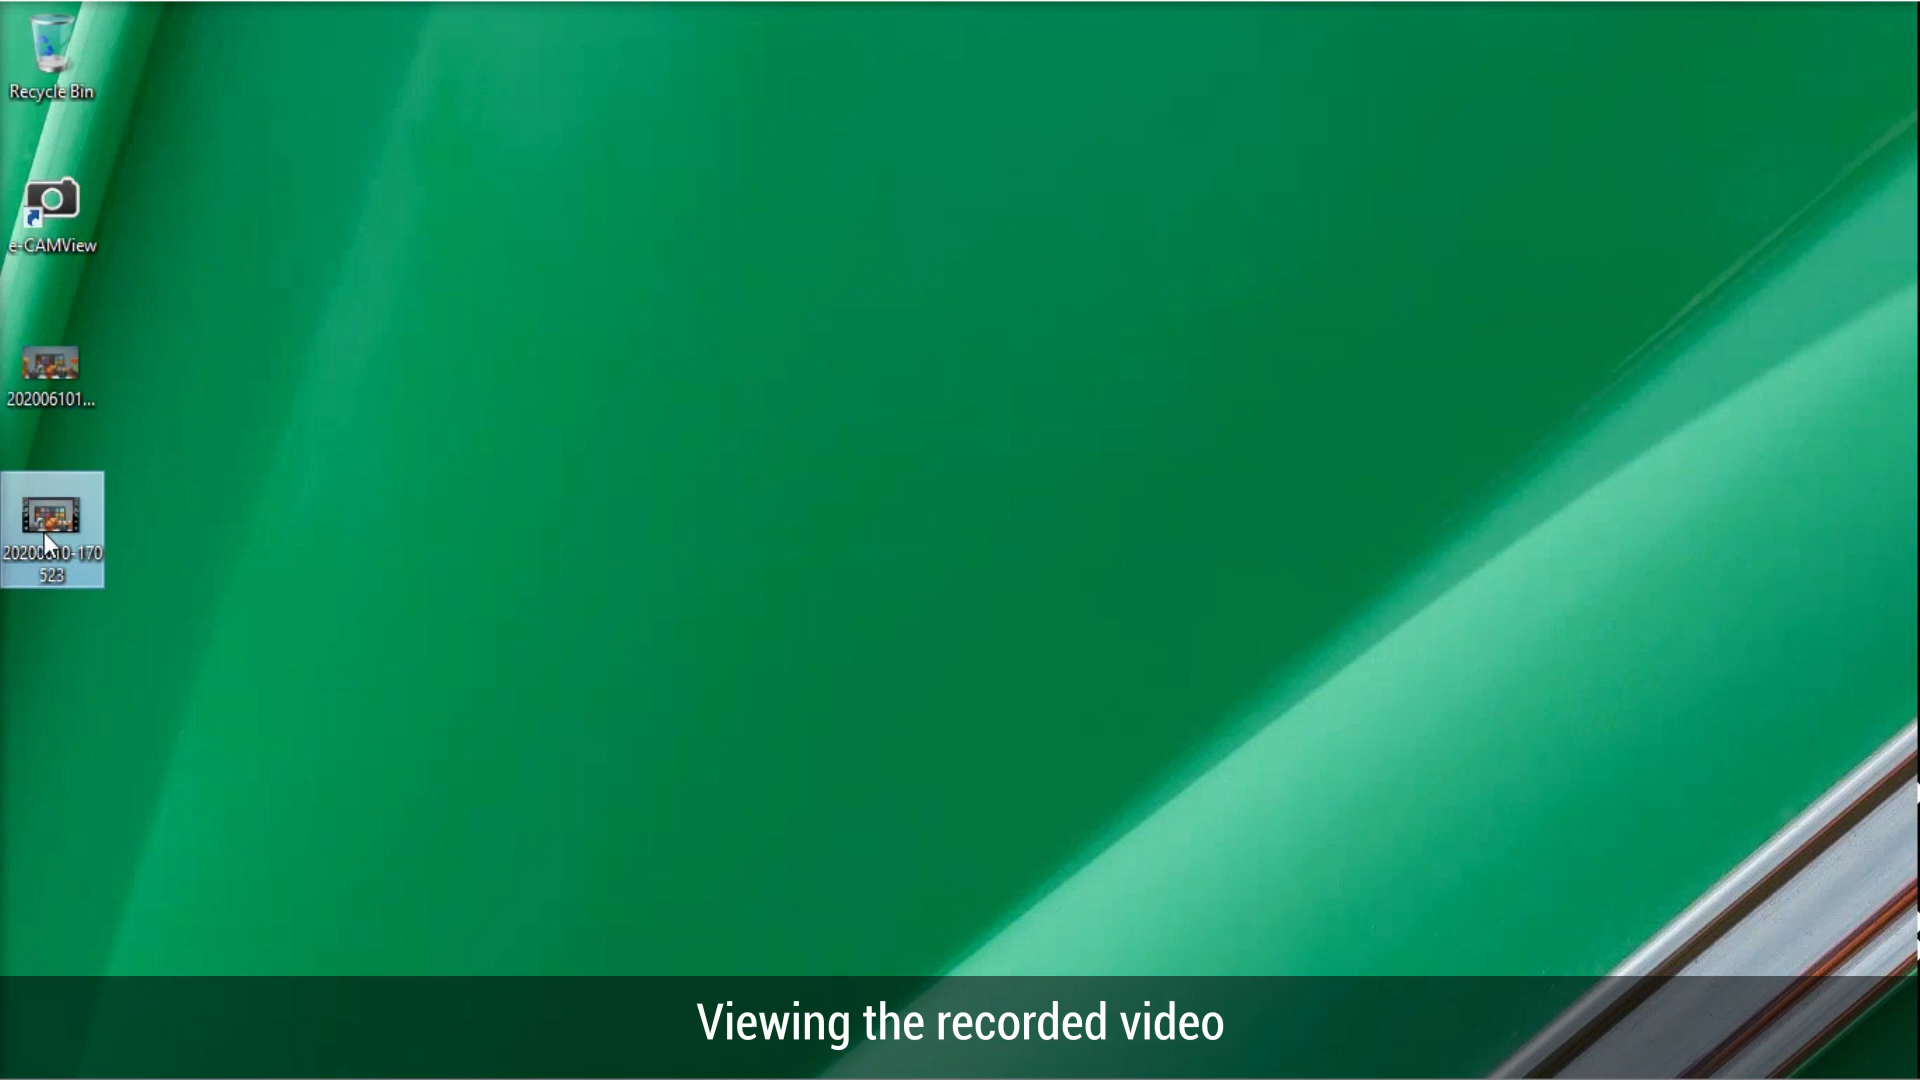 Recycle Bin
e-CAMView
202006101...
523
Viewing the recorded video